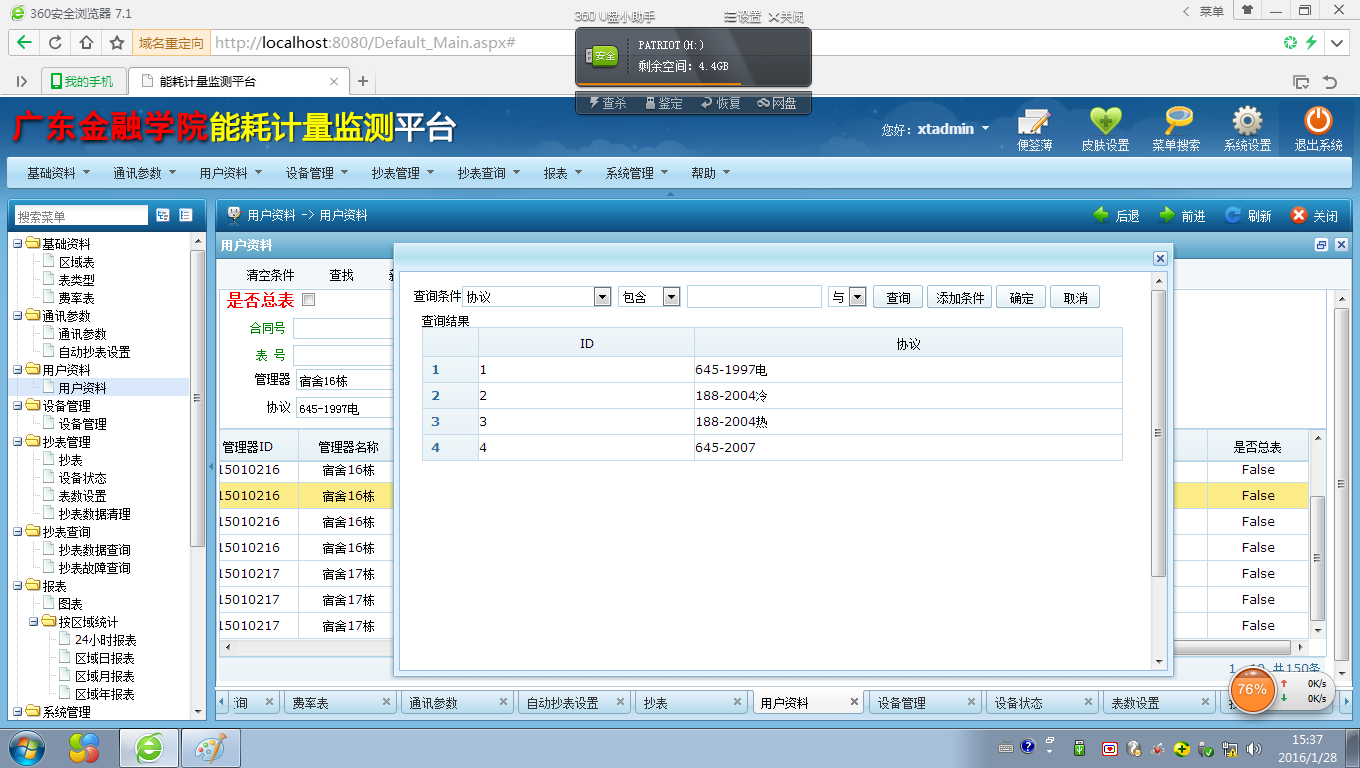 360安全浏览器 7.1
360 U盘小助手 设置 关闭
菜单
域名重定向 http://localhost:8080/Default_Main.aspx#
安全 PATRIOT(H:)
剩余空间: 4.4GB
查杀 鉴定 恢复 网盘
我的手机 能耗计量监测平台
广东金融学院能耗计量监测平台
您好: xtadmin
便签薄 皮肤设置 菜单搜索 系统设置 退出系统
基础资料 通讯参数 用户资料 设备管理 抄表管理 抄表查询 报表 系统管理 帮助
搜索菜单
基础资料
区域表
表类型
费率表
通讯参数
通讯参数
自动抄表设置
用户资料
用户资料
设备管理
设备管理
抄表管理
抄表
设备状态
表数设置
抄表数据清理
抄表查询
抄表数据查询
抄表故障查询
报表
图表
按区域统计
24小时报表
区域日报表
区域月报表
区域年报表
系统管理
用户资料 -> 用户资料 后退 前进 刷新 关闭
用户资料
清空条件 查找
是否总表
合同号
表 号
管理器 宿舍16栋
协议 645-1997电
管理器ID 管理器名称 是否总表
15010216 宿舍16栋 False
15010216 宿舍16栋 False
15010216 宿舍16栋 False
15010216 宿舍16栋 False
15010217 宿舍17栋 False
15010217 宿舍17栋 False
15010217 宿舍17栋 False
查询条件 协议 包含 与 查询 添加条件 确定 取消
查询结果
ID 协议
1 1 645-1997电
2 2 188-2004冷
3 3 188-2004热
4 4 645-2007
共150条
76% 0K/s
0K/s
询 费率表 通讯参数 自动抄表设置 抄表 用户资料 设备管理 设备状态 表数设置
15:37
2016/1/28